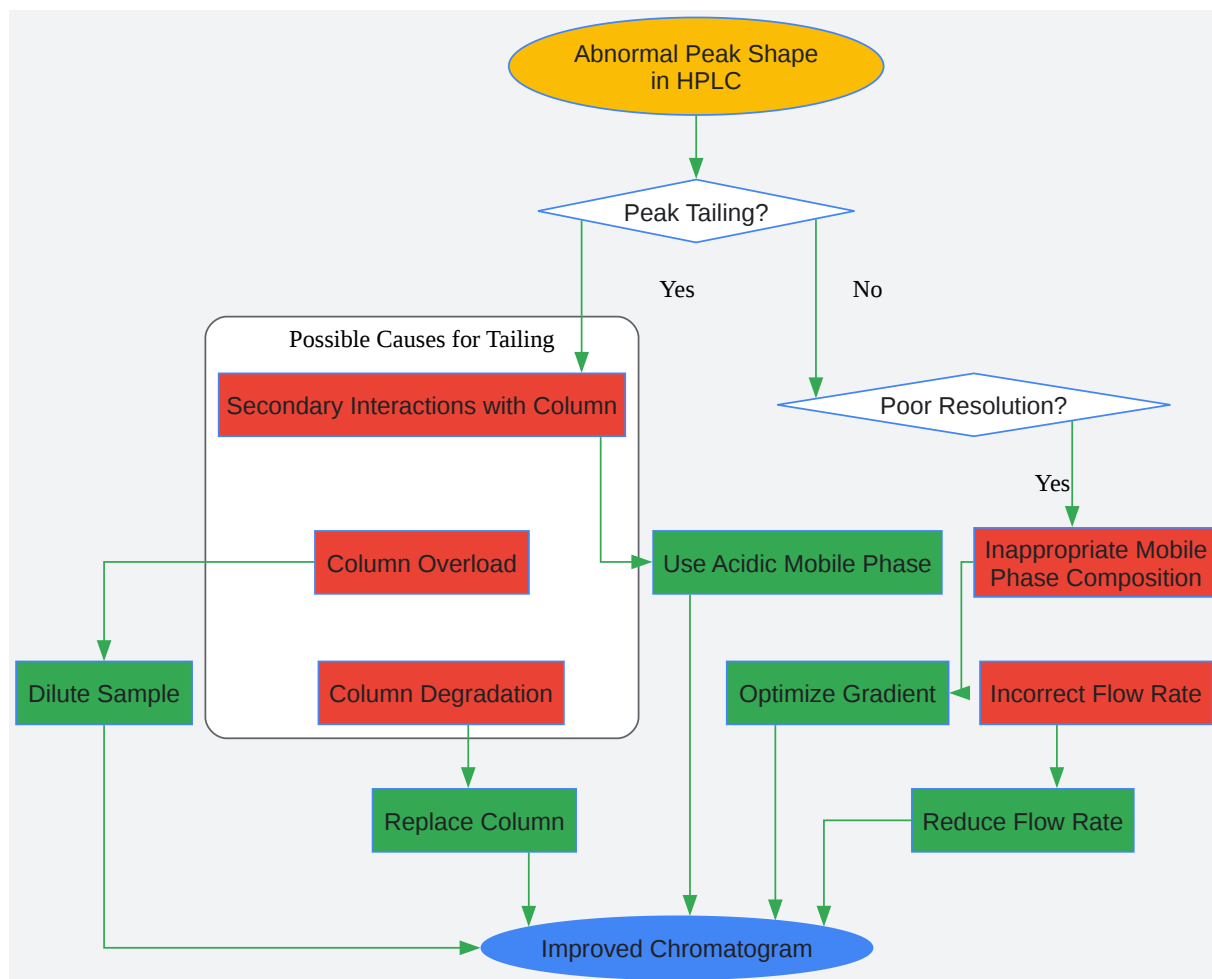 Abnormal Peak Shape
in HPLC
Peak Tailing?
Yes
No
Possible Causes for Tailing
Secondary Interactions with Column
Poor Resolution?
Yes
Column Overload
Use Acidic Mobile Phase
Inappropriate Mobile
Phase Composition
Dilute Sample
Column Degradation
Optimize Gradient
Incorrect Flow Rate
Replace Column
Reduce Flow Rate
Improved Chromatogram